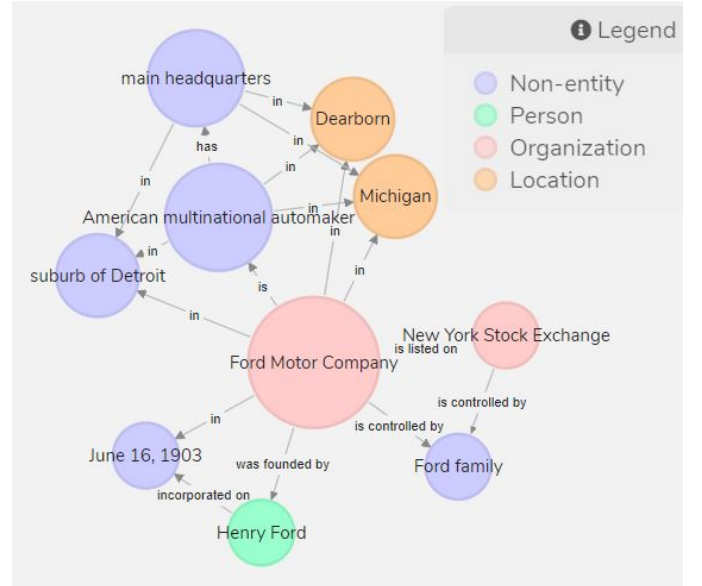 Legend
Non-entity
Person
Organization
Location
main headquarters
in
Dearborn
in
has
in
Michigan
in
American multinational automaker
in
in
in
suburb of Detroit
is
in
in
New York Stock Exchange
is listed on
Ford Motor Company
is controlled by
in
is controlled by
June 16, 1903
was founded by
Ford family
incorporated on
Henry Ford